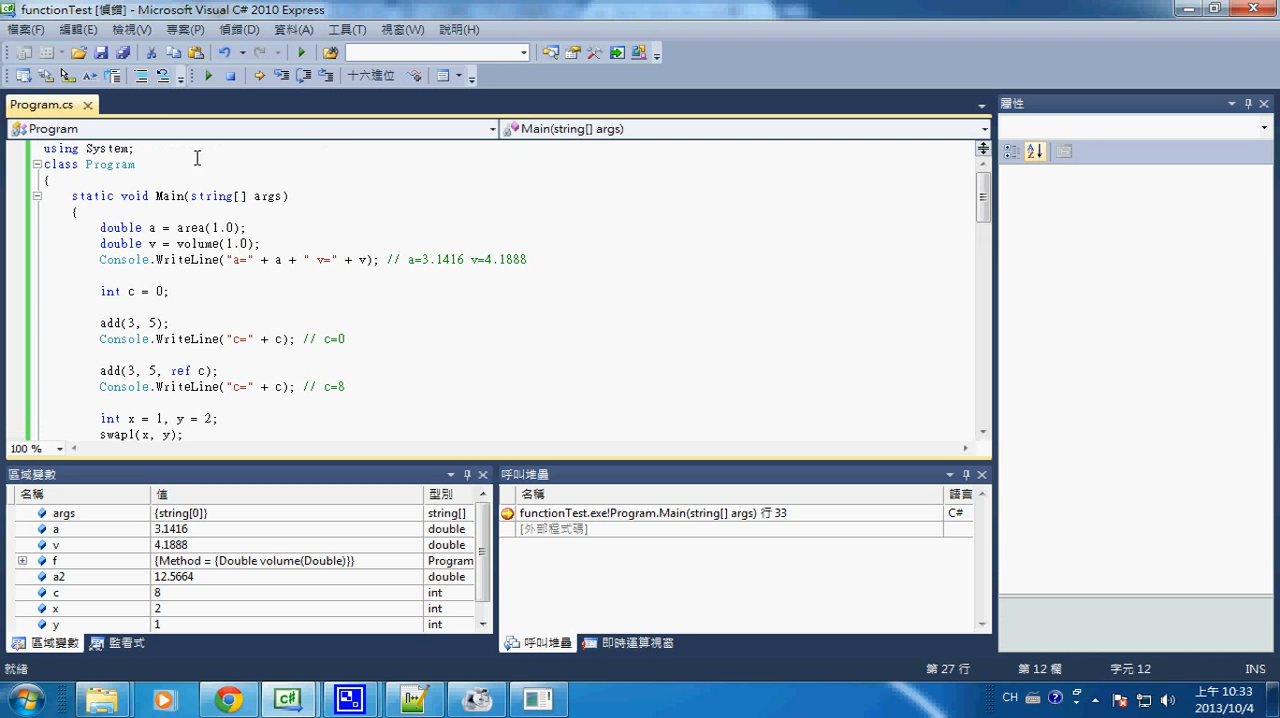 functionTest [偵錯] - Microsoft Visual C# 2010 Express
檔案(F) 編輯(E) 檢視(V) 專案(P) 偵錯(D) 資料(A) 工具(T) 視窗(W) 說明(H)
十六進位
Program.cs
屬性
Program
Main(string[] args)
using System;
class Program
{
static void Main(string[] args)
{
double a = area(1.0);
double v = volume(1.0);
Console.WriteLine("a=" + a + " v=" + v); // a=3.1416 v=4.1888
int c = 0;
add(3, 5);
Console.WriteLine("c=" + c); // c=0
add(3, 5, ref c);
Console.WriteLine("c=" + c); // c=8
int x = 1, y = 2;
swap1(x, y);
100 %
區域變數
名稱 值 型別
args {string[0]} string[]
a 3.1416 double
v 4.1888 double
f {Method = {Double volume(Double)}} Program
a2 12.5664 double
c 8 int
x 2 int
y 1 int
區域變數 監看式
呼叫堆疊
名稱 語言
functionTest.exe!Program.Main(string[] args) 行 33 C#
[外部程式碼]
呼叫堆疊 即時運算視窗
就緒 第 27 行 第 12 欄 字元 12 INS
CH
上午 10:33
2013/10/4